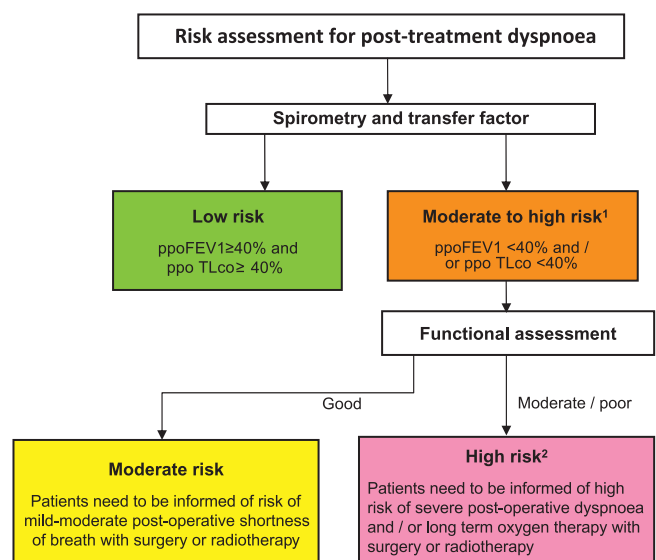 Risk assessment for post-treatment dyspnoea
Spirometry and transfer factor
Low risk
ppoFEV1≥40% and
ppo TLco≥ 40%
Moderate to high risk¹
ppoFEV1 <40% and /
or ppo TLco <40%
Functional assessment
Good
Moderate / poor
Moderate risk
Patients need to be informed of risk of
mild-moderate post-operative shortness
of breath with surgery or radiotherapy
High risk²
Patients need to be informed of high
risk of severe post-operative dyspnoea
and / or long term oxygen therapy with
surgery or radiotherapy